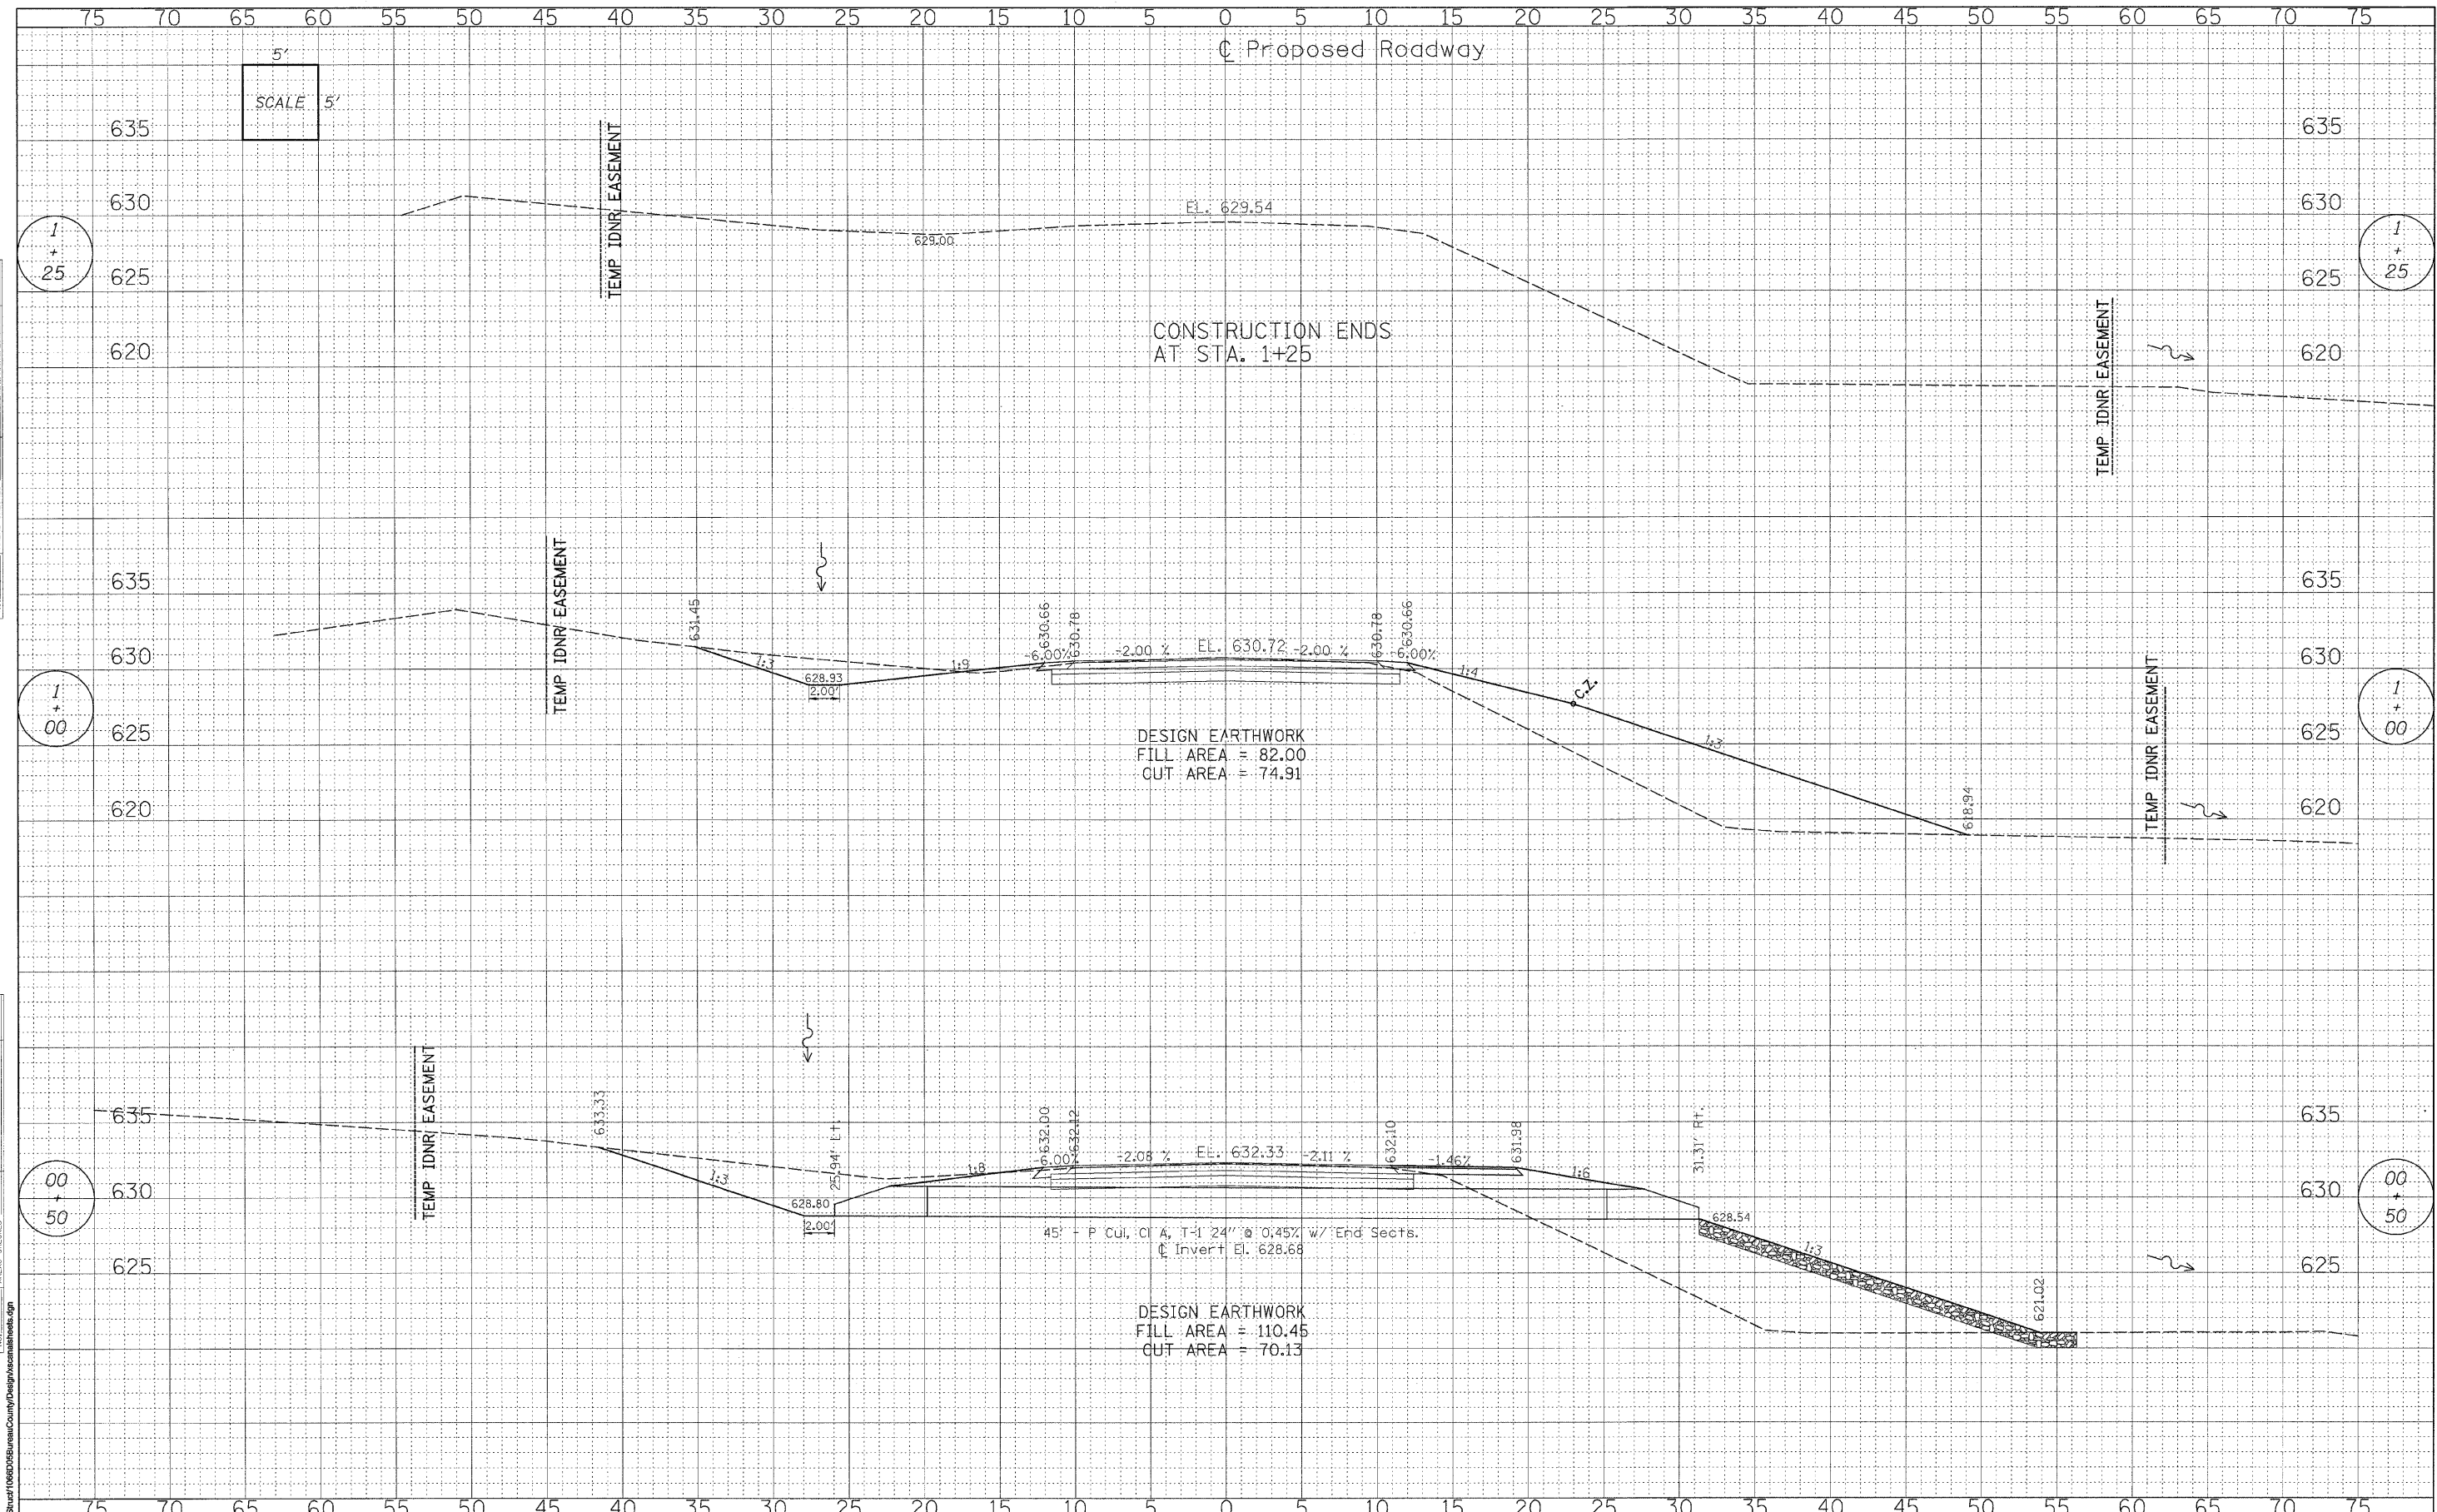 75 70 65 60 55 50 45 40 35 30 25 20 15 10 5 0 5 10 15 20 25 30 35 40 45 50 55 60 65 70 75
℄ Proposed Roadway
5'
SCALE 5'
635 635
TEMP IDNR EASEMENT
630 630
EL. 629.54
629.00
1
+
25
1
+
25
625 625
CONSTRUCTION ENDS
AT STA. 1+25
620 620
TEMP IDNR EASEMENT
635 635
TEMP IDNR EASEMENT
631.45
630.66
630.78
630.78
630.66
630 630
1:3
628.93
2.00'
1:9
-6.00%
-2.00 %
EL. 630.72
-2.00 %
-6.00%
1:4
C.Z.
1:3
618.94
1
+
00
1
+
00
TEMP IDNR EASEMENT
625 625
DESIGN EARTHWORK
FILL AREA = 82.00
CUT AREA = 74.91
620 620
635 635
TEMP IDNR EASEMENT
633.33
25.94' Lt.
632.00
632.12
632.10
631.98
31.31' Rt.
1:3
628.80
2.00'
1:8
-6.00%
-2.08 %
EL. 632.33
-2.11 %
-1.46%
1:6
628.54
1:3
621.02
630 630
00
+
50
00
+
50
45' - P Cul, Cl A, T-1 24" @ 0.45% w/ End Sects.
℄ Invert El. 628.68
625 625
DESIGN EARTHWORK
FILL AREA = 110.45
CUT AREA = 70.13
75 70 65 60 55 50 45 40 35 30 25 20 15 10 5 0 5 10 15 20 25 30 35 40 45 50 55 60 65 70 75